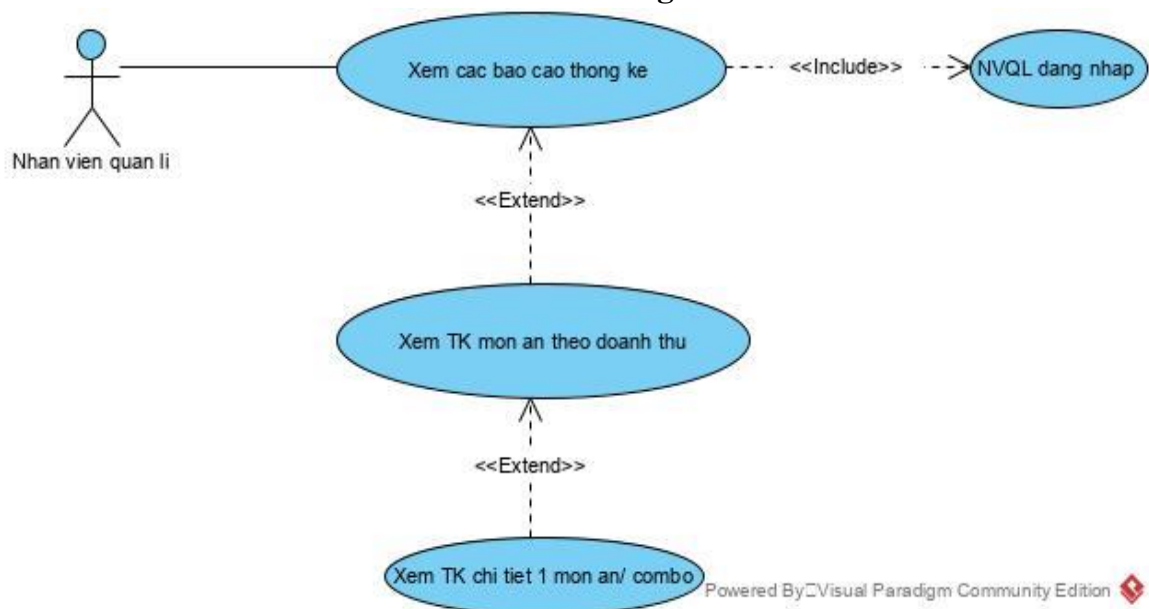 Xem cac bao cao thong ke
<<Include>>
NVQL dang nhap
Nhan vien quan li
<<Extend>>
Xem TK mon an theo doanh thu
<<Extend>>
Xem TK chi tiet 1 mon an/ combo
Powered By Visual Paradigm Community Edition